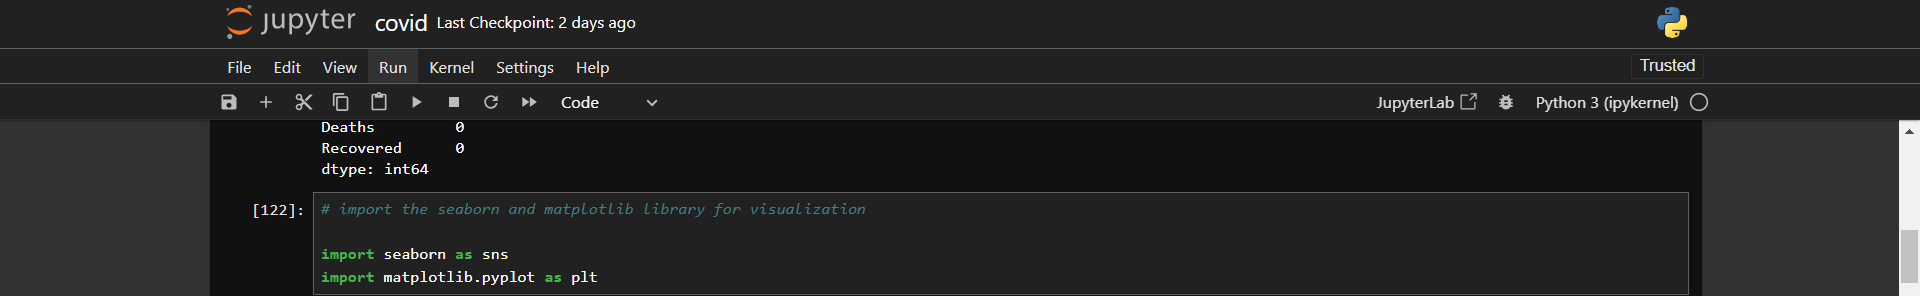 jupyter covid Last Checkpoint: 2 days ago
File Edit View Run Kernel Settings Help Trusted
Code JupyterLab Python 3 (ipykernel)
Deaths 0
Recovered 0
dtype: int64
[122]: # import the seaborn and matplotlib library for visualization
import seaborn as sns
import matplotlib.pyplot as plt